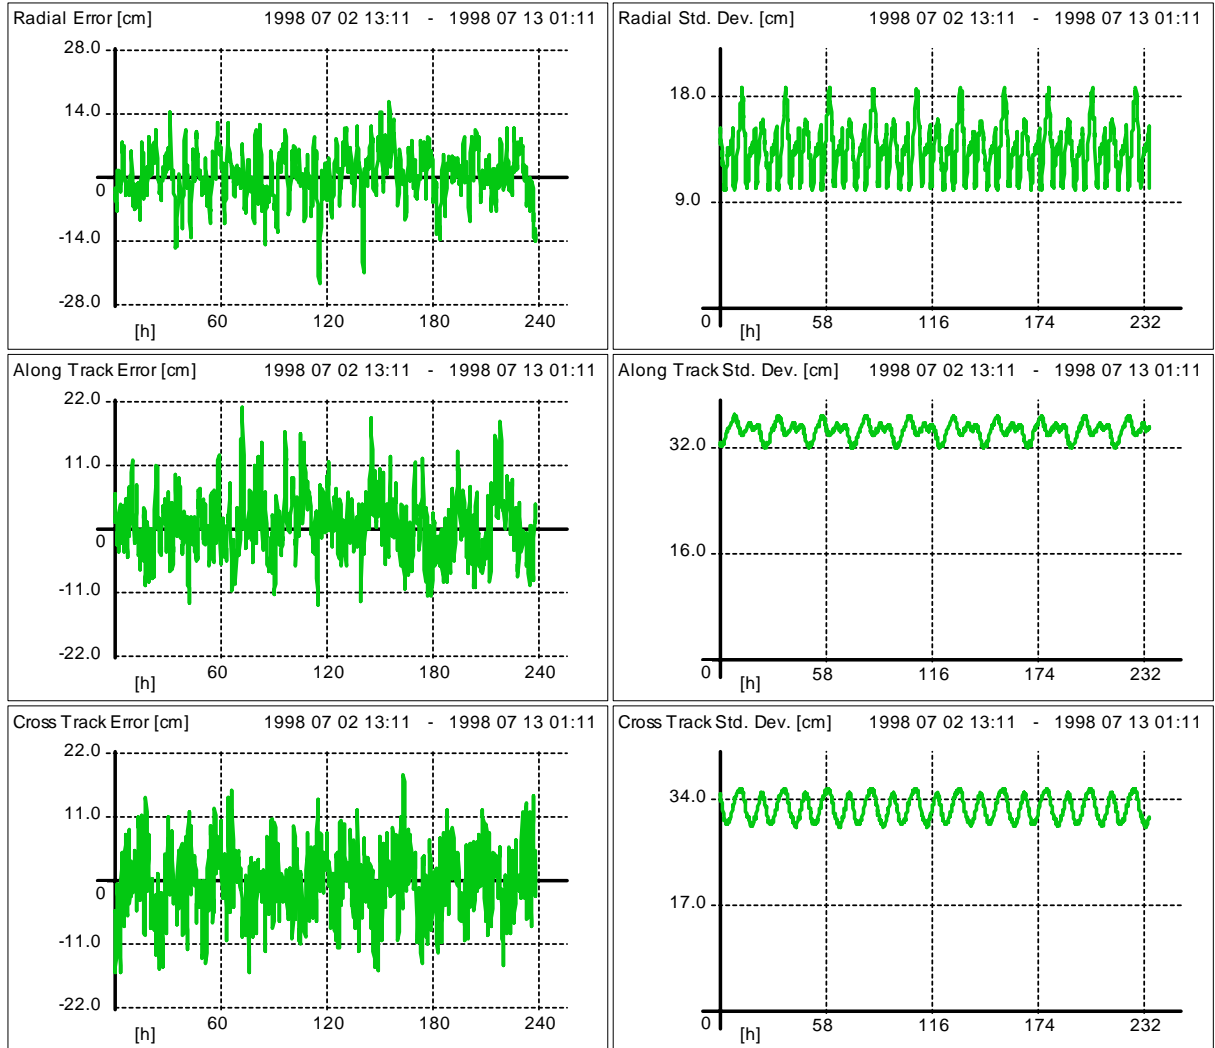 Radial Error [cm] 1998 07 02 13:11 - 1998 07 13 01:11
28.0
14.0
0
-14.0
-28.0
60 120 180 240
[h]
Radial Std. Dev. [cm] 1998 07 02 13:11 - 1998 07 13 01:11
18.0
9.0
0 58 116 174 232
[h]
Along Track Error [cm] 1998 07 02 13:11 - 1998 07 13 01:11
22.0
11.0
0
-11.0
-22.0
60 120 180 240
[h]
Along Track Std. Dev. [cm] 1998 07 02 13:11 - 1998 07 13 01:11
32.0
16.0
0 58 116 174 232
[h]
Cross Track Error [cm] 1998 07 02 13:11 - 1998 07 13 01:11
22.0
11.0
0
-11.0
-22.0
60 120 180 240
[h]
Cross Track Std. Dev. [cm] 1998 07 02 13:11 - 1998 07 13 01:11
34.0
17.0
0 58 116 174 232
[h]